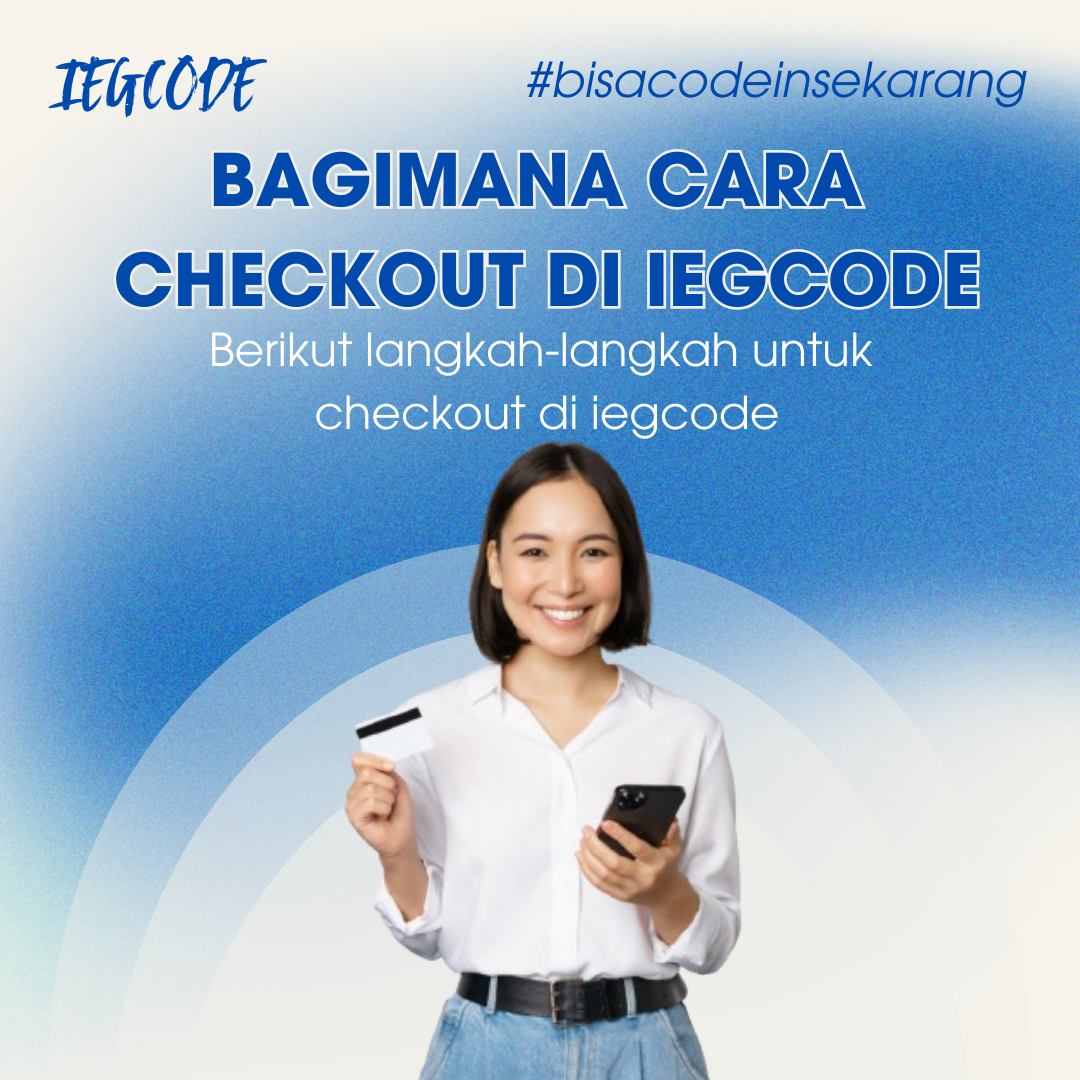 IEGCODE
#bisacodeinsekarang
BAGIMANA CARA
CHECKOUT DI IEGCODE
Berikut langkah-langkah untuk
checkout di iegcode